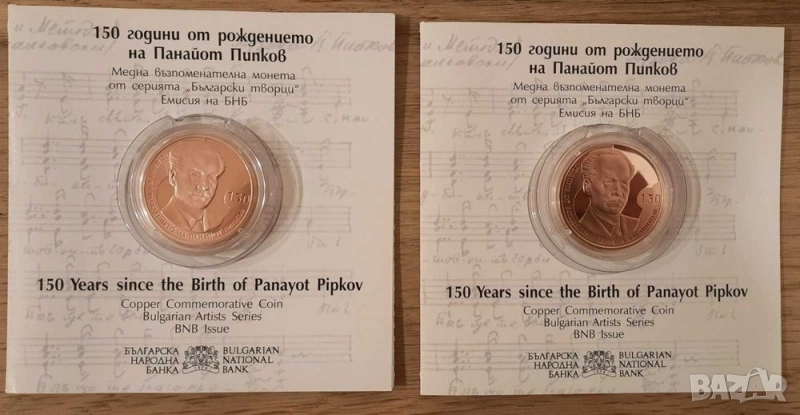 150 години от рождението
на Панайот Пипков
Медна възпоменателна монета
от серията „Български творци“
Емисия на БНБ
150
150 Years since the Birth of Panayot Pipkov
Copper Commemorative Coin
Bulgarian Artists Series
BNB Issue
БЪЛГАРСКА
НАРОДНА
БАНКА
BULGARIAN
NATIONAL
BANK
150 години от рождението
на Панайот Пипков
Медна възпоменателна монета
от серията „Български творци“
Емисия на БНБ
150
150 Years since the Birth of Panayot Pipkov
Copper Commemorative Coin
Bulgarian Artists Series
BNB Issue
БЪЛГАРСКА
НАРОДНА
БАНКА
BULGARIAN
NATIONAL
BANK
BAZAR